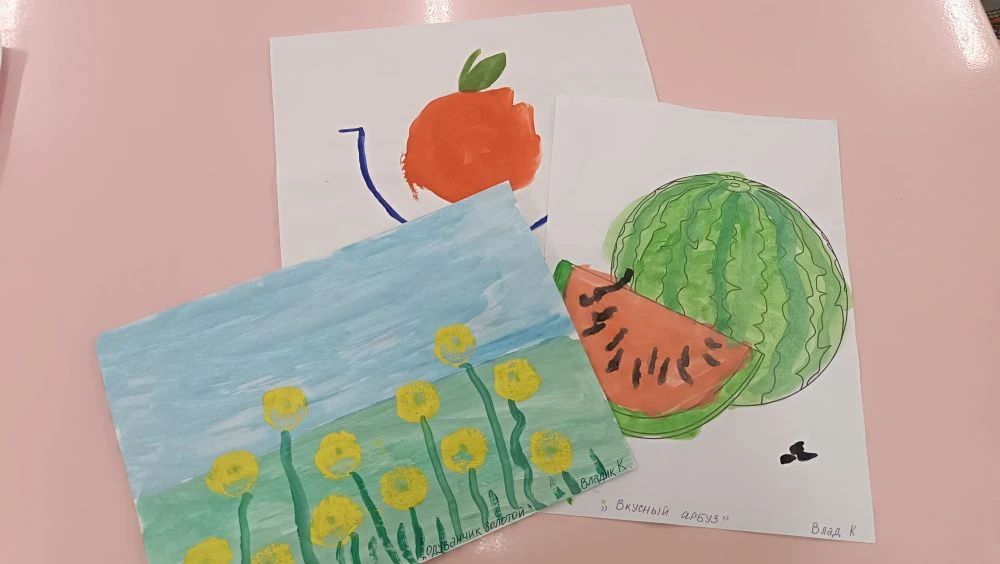 „Одуванчик золотой"
Владик К.
„Вкусный арбуз"
Влад К